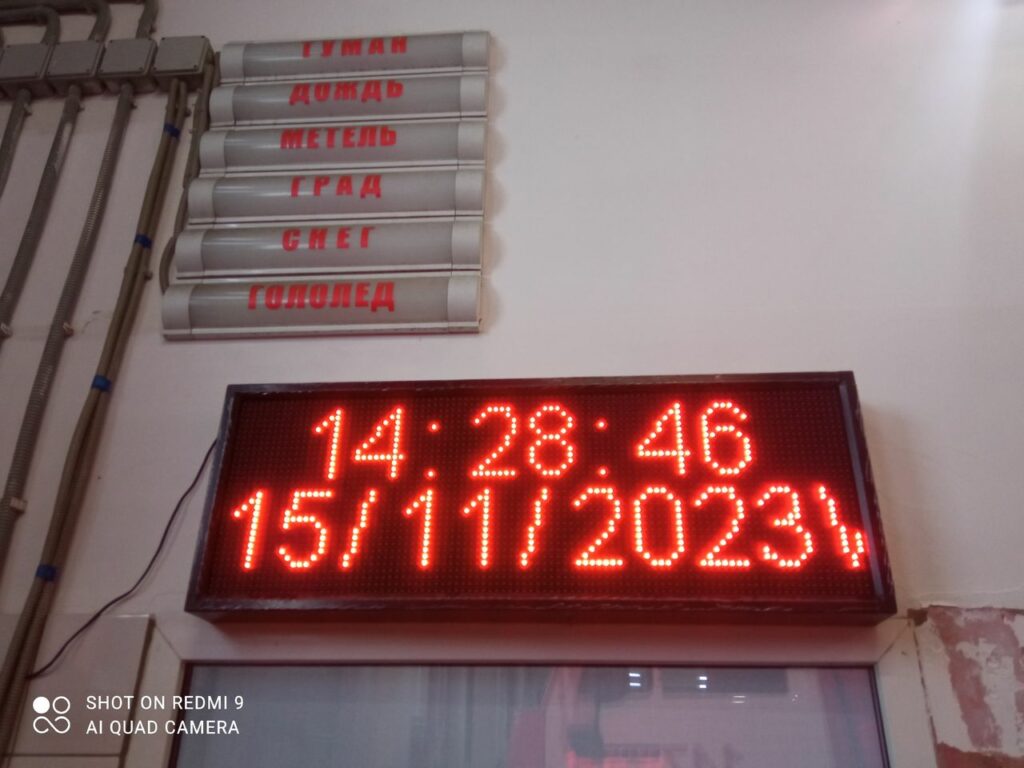 ТУМАН
ДОЖДЬ
МЕТЕЛЬ
ГРАД
СНЕГ
ГОЛОЛЕД
14:28:46
15/11/2023
SHOT ON REDMI 9
AI QUAD CAMERA